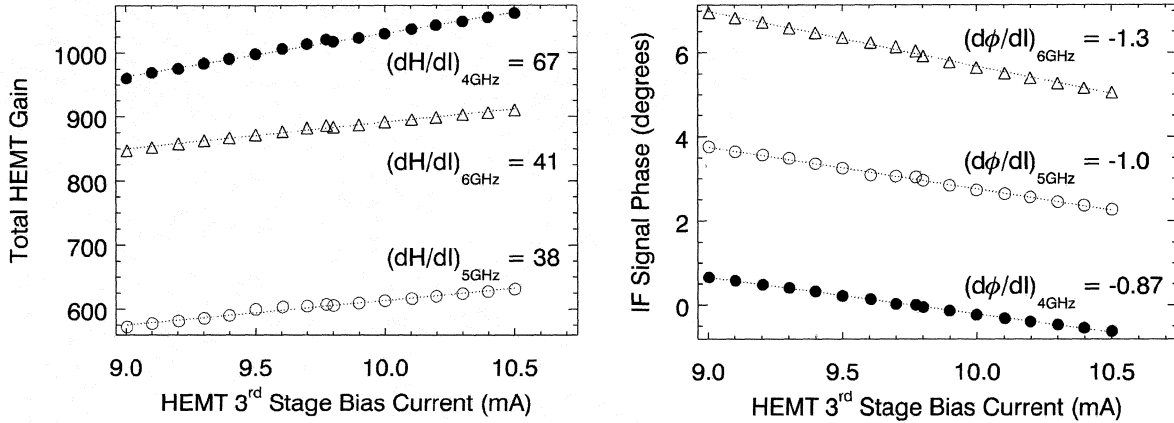 Total HEMT Gain
1000
900
800
700
600
(dH/dI)4GHz = 67
(dH/dI)6GHz = 41
(dH/dI)5GHz = 38
9.0 9.5 10.0 10.5
HEMT 3rd Stage Bias Current (mA)
IF Signal Phase (degrees)
6
4
2
0
(dϕ/dI)6GHz = -1.3
(dϕ/dI)5GHz = -1.0
(dϕ/dI)4GHz = -0.87
9.0 9.5 10.0 10.5
HEMT 3rd Stage Bias Current (mA)